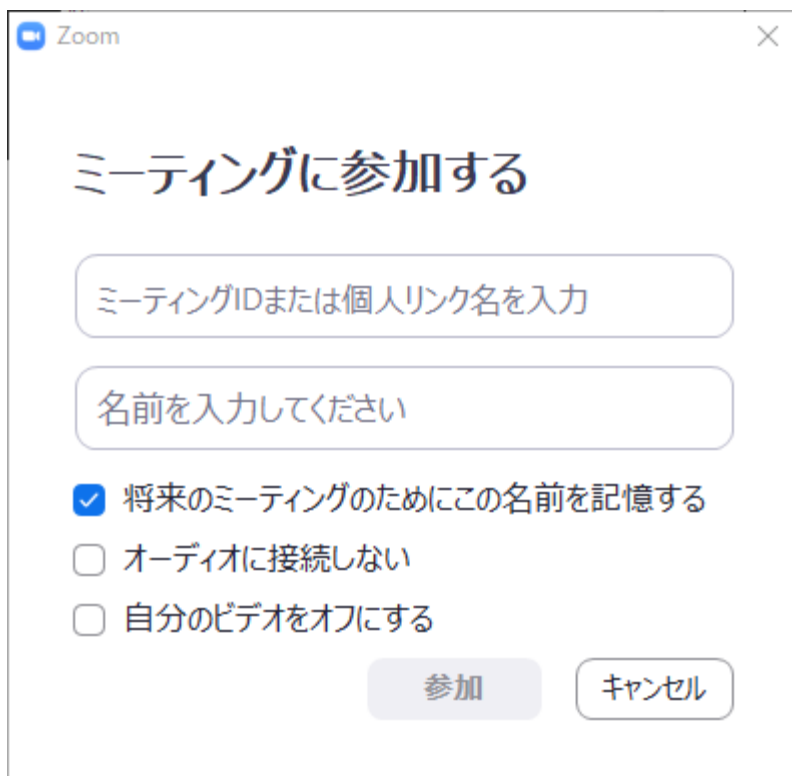 Zoom
ミーティングに参加する
ミーティングIDまたは個人リンク名を入力
名前を入力してください
将来のミーティングのためにこの名前を記憶する
オーディオに接続しない
自分のビデオをオフにする
参加 キャンセル